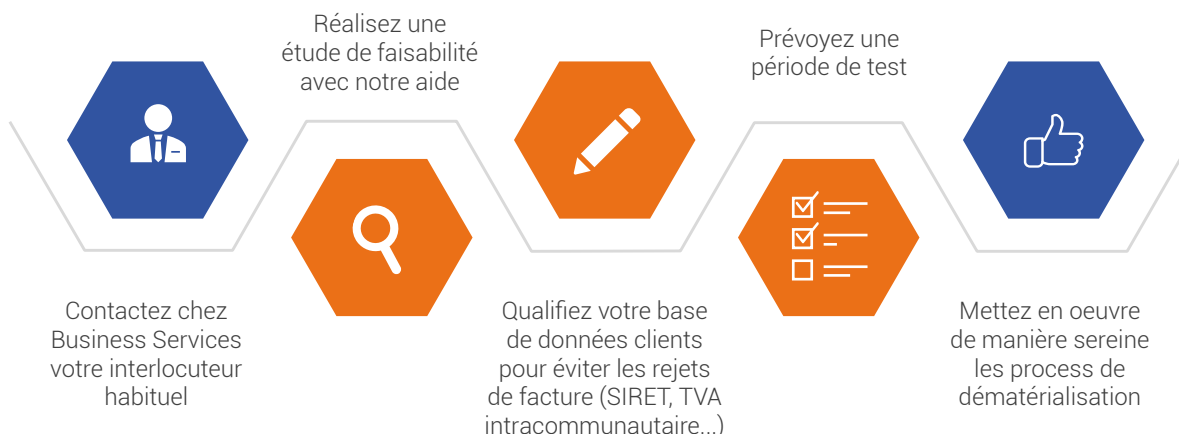 Contactez chez
Business Services
votre interlocuteur
habituel
Réalisez une
étude de faisabilité
avec notre aide
Qualifiez votre base
de données clients
pour éviter les rejets
de facture (SIRET, TVA
intracommunautaire...)
Prévoyez une
période de test
Mettez en oeuvre
de manière sereine
les process de
dématérialisation